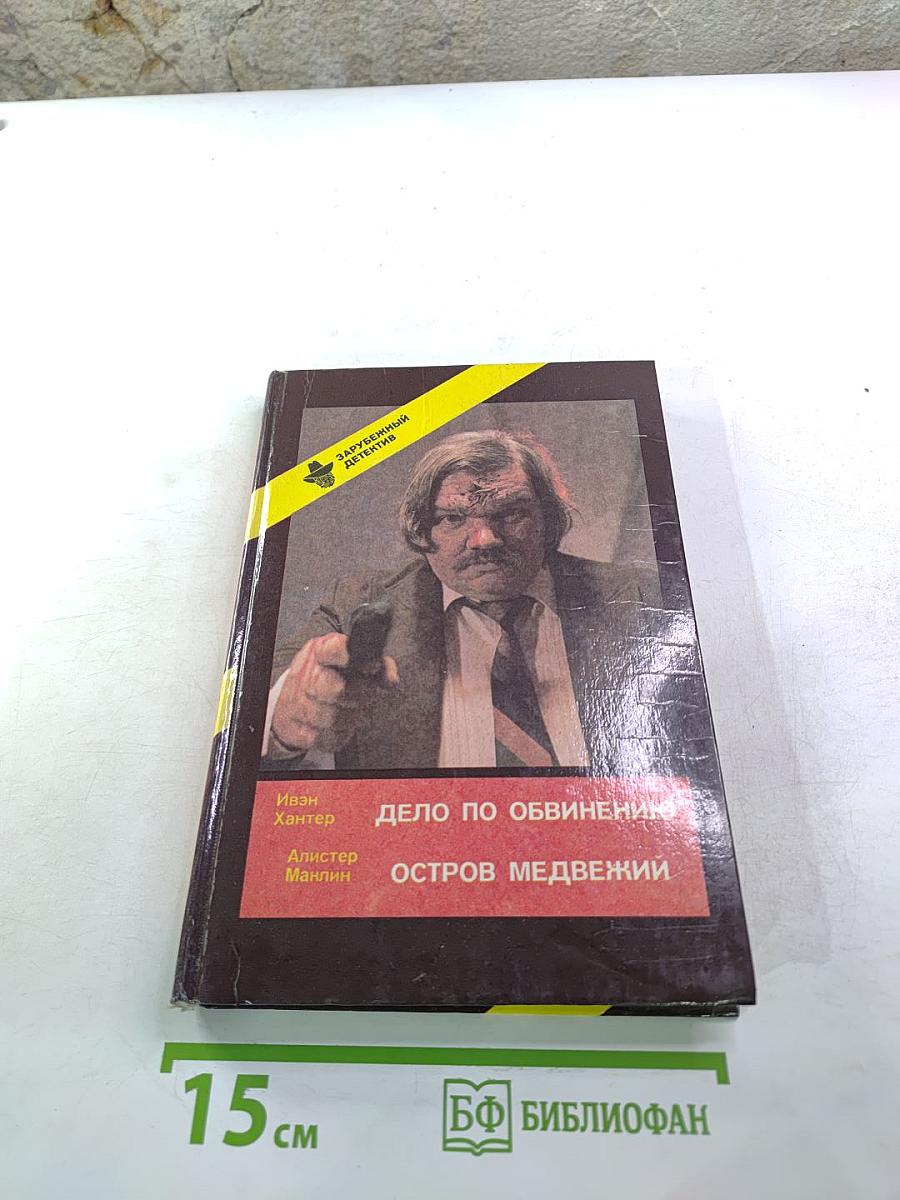 ЗАРУБЕЖНЫЙ
ДЕТЕКТИВ
Ивэн
Хантер
ДЕЛО ПО ОБВИНЕНИЮ
Алистер
Маклин
ОСТРОВ МЕДВЕЖИЙ
15 см
БФ БИБЛИОФАН